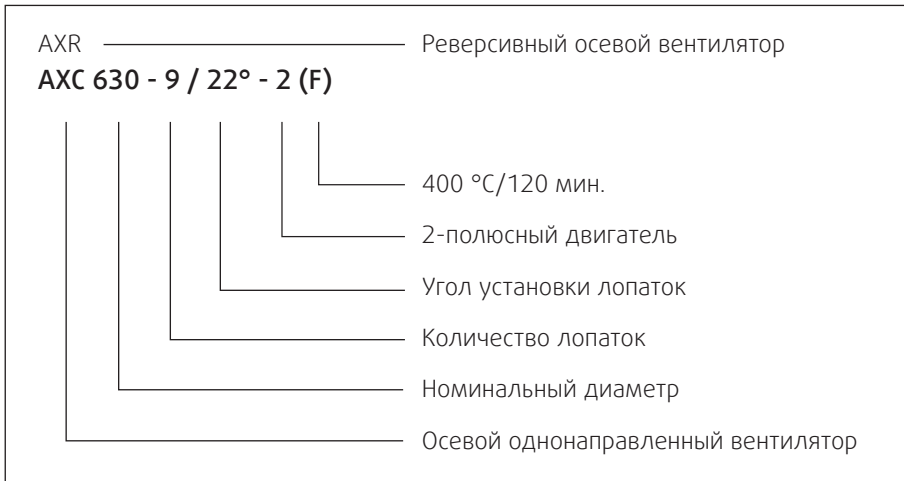 AXR Реверсивный осевой вентилятор
AXC 630 - 9 / 22° - 2 (F)
400 °C/120 мин.
2-полюсный двигатель
Угол установки лопаток
Количество лопаток
Номинальный диаметр
Осевой однонаправленный вентилятор